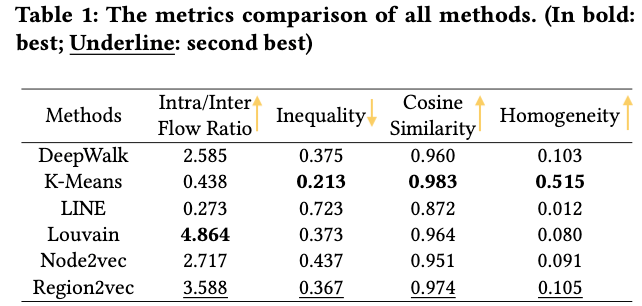 Table 1: The metrics comparison of all methods. (In bold:
best; Underline: second best)
Methods Intra/Inter Flow Ratio Inequality Cosine Similarity Homogeneity
DeepWalk 2.585 0.375 0.960 0.103
K-Means 0.438 0.213 0.983 0.515
LINE 0.273 0.723 0.872 0.012
Louvain 4.864 0.373 0.964 0.080
Node2vec 2.717 0.437 0.951 0.091
Region2vec 3.588 0.367 0.974 0.105